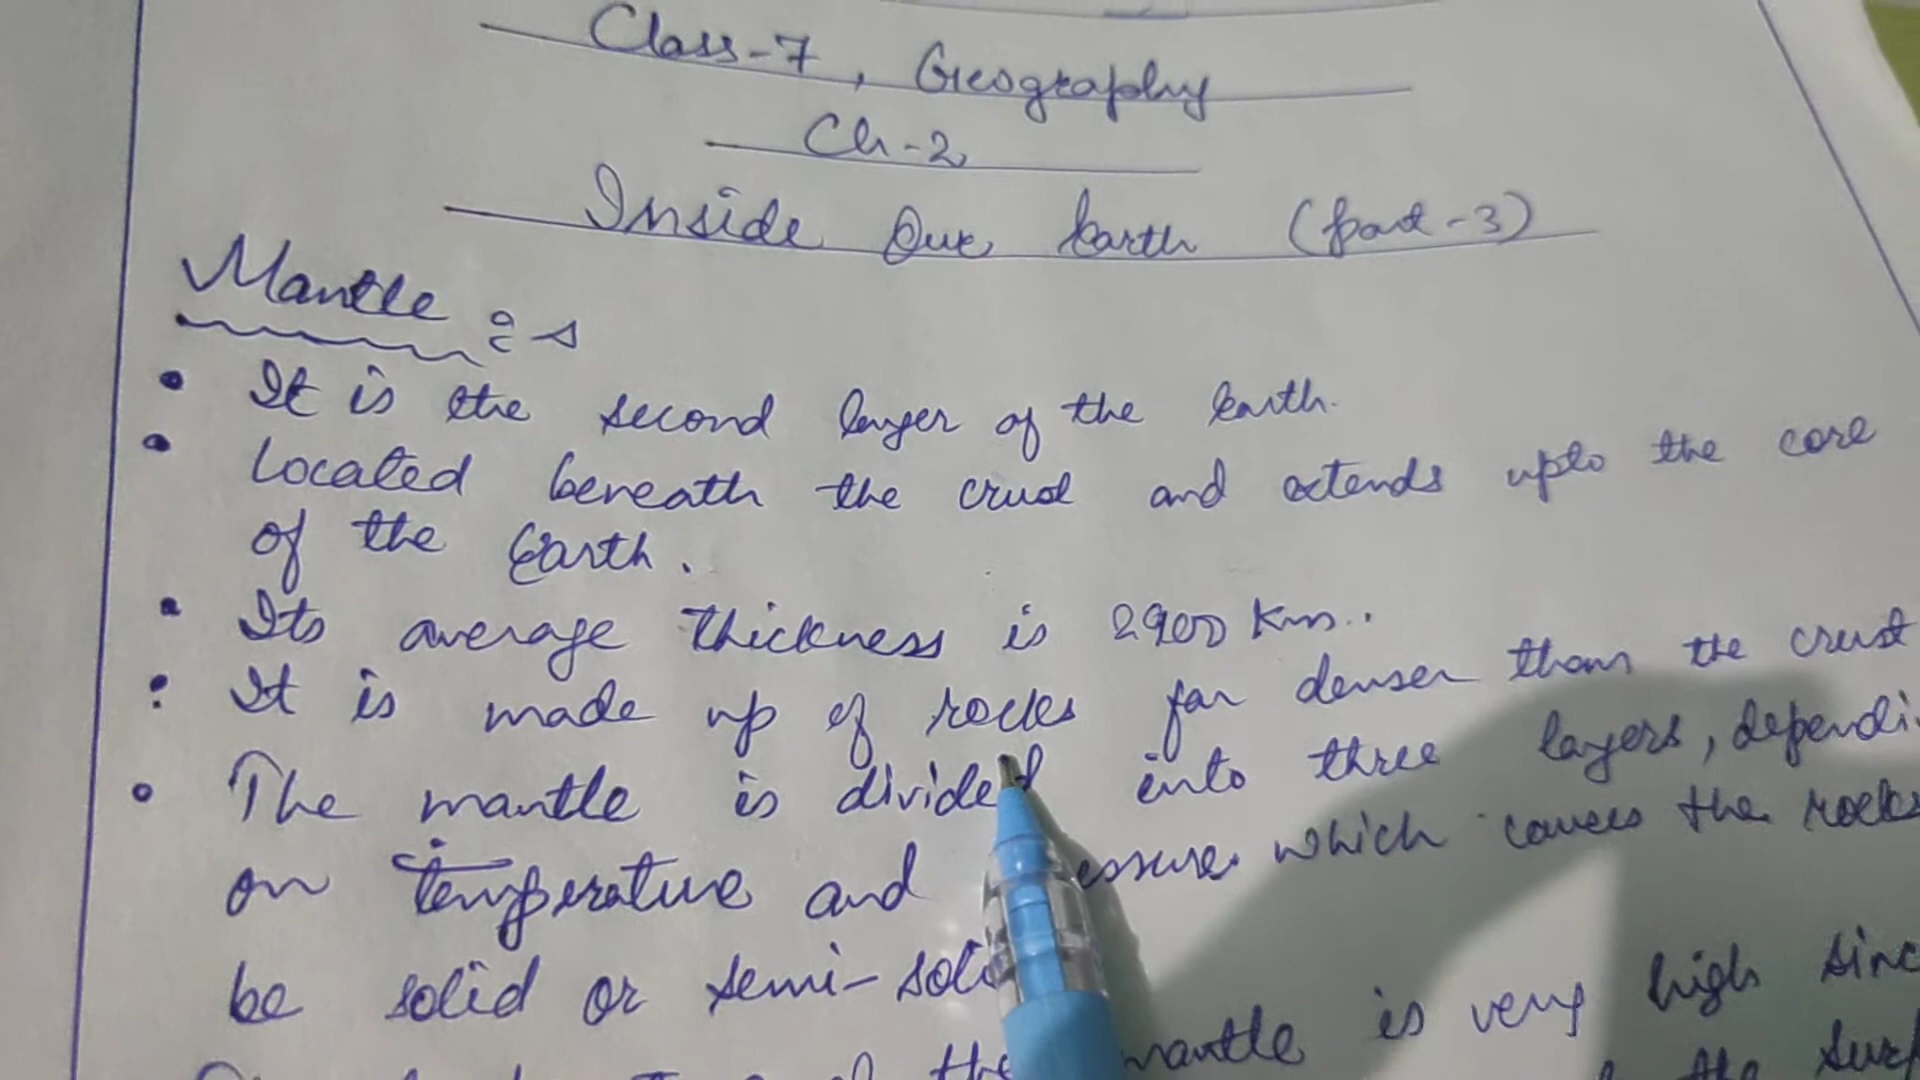 Class-7, Geography
Ch-2
Inside Our Earth (part-3)
Mantle :-
• It is the second layer of the Earth.
• Located beneath the crust and extends upto the core
of the Earth.
• Its average thickness is 2900 Km.
• It is made up of rocks far denser than the crust
• The mantle is divided into three layers,
on temperature and which causes the rocks
be solid or semi-
mantle is very high
the